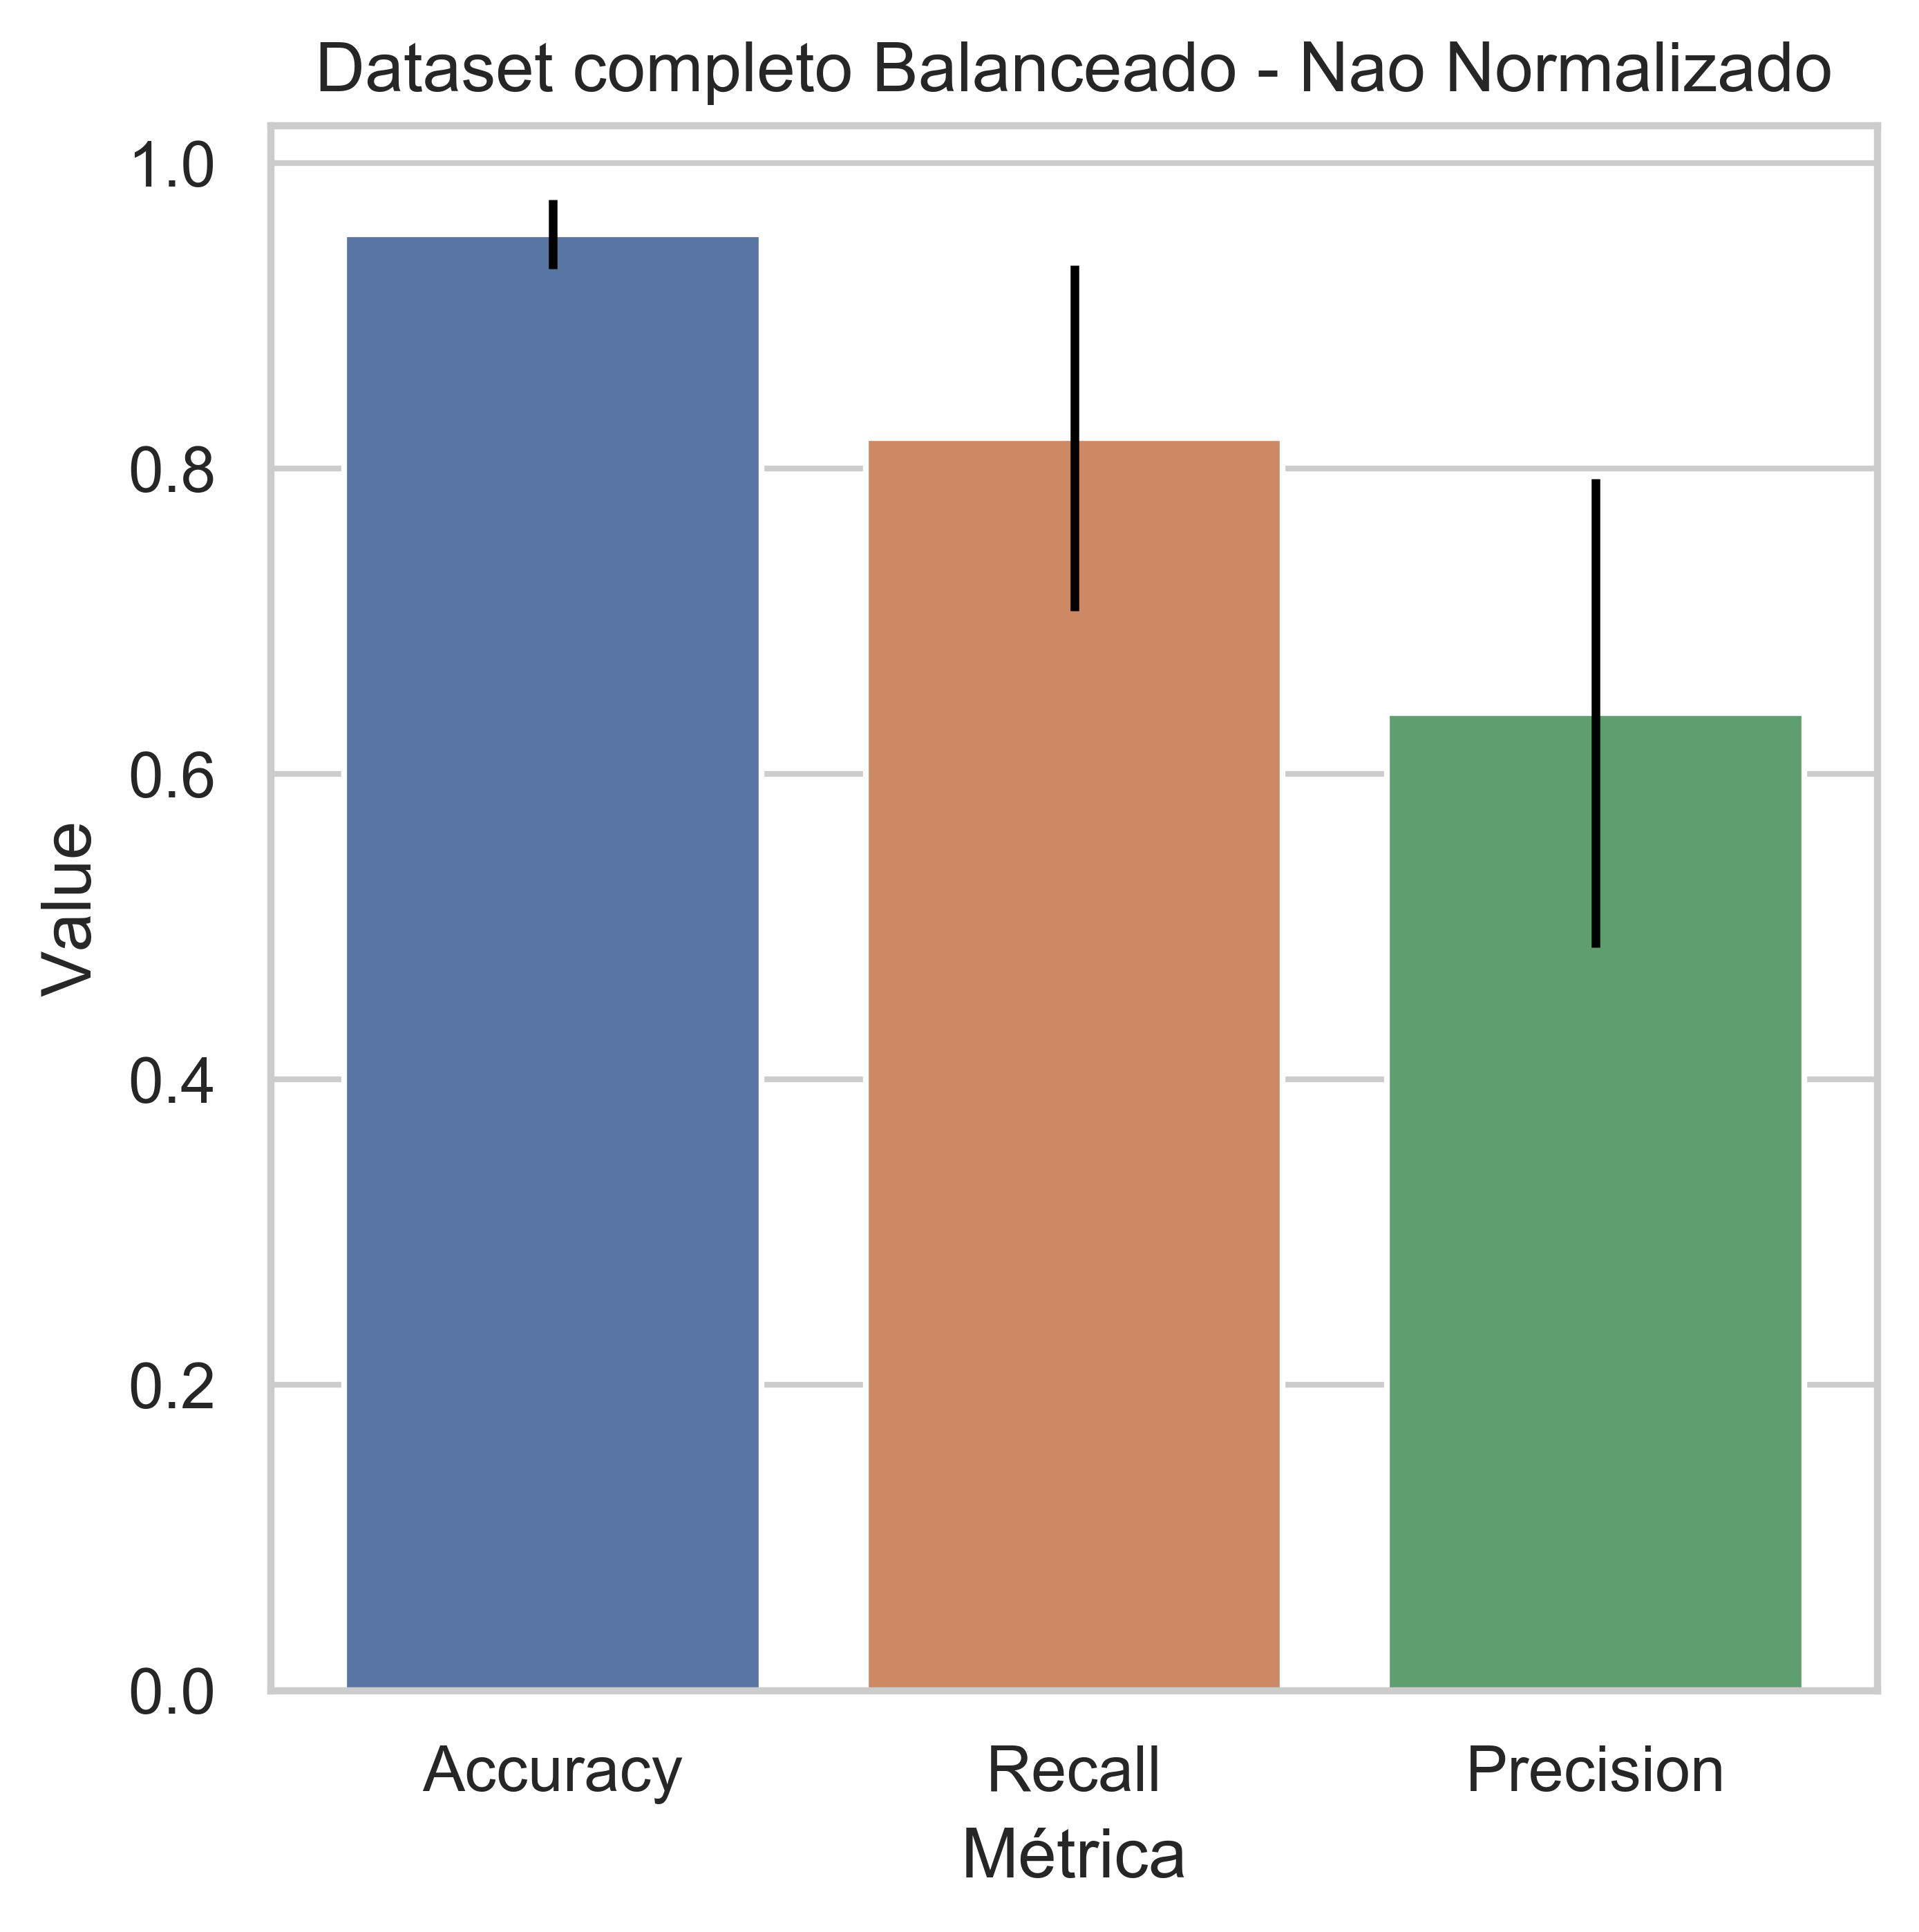 Dataset completo Balanceado - Nao Normalizado
1.0
0.8
0.6
0.4
0.2
0.0
Value
Accuracy Recall Precision
Métrica